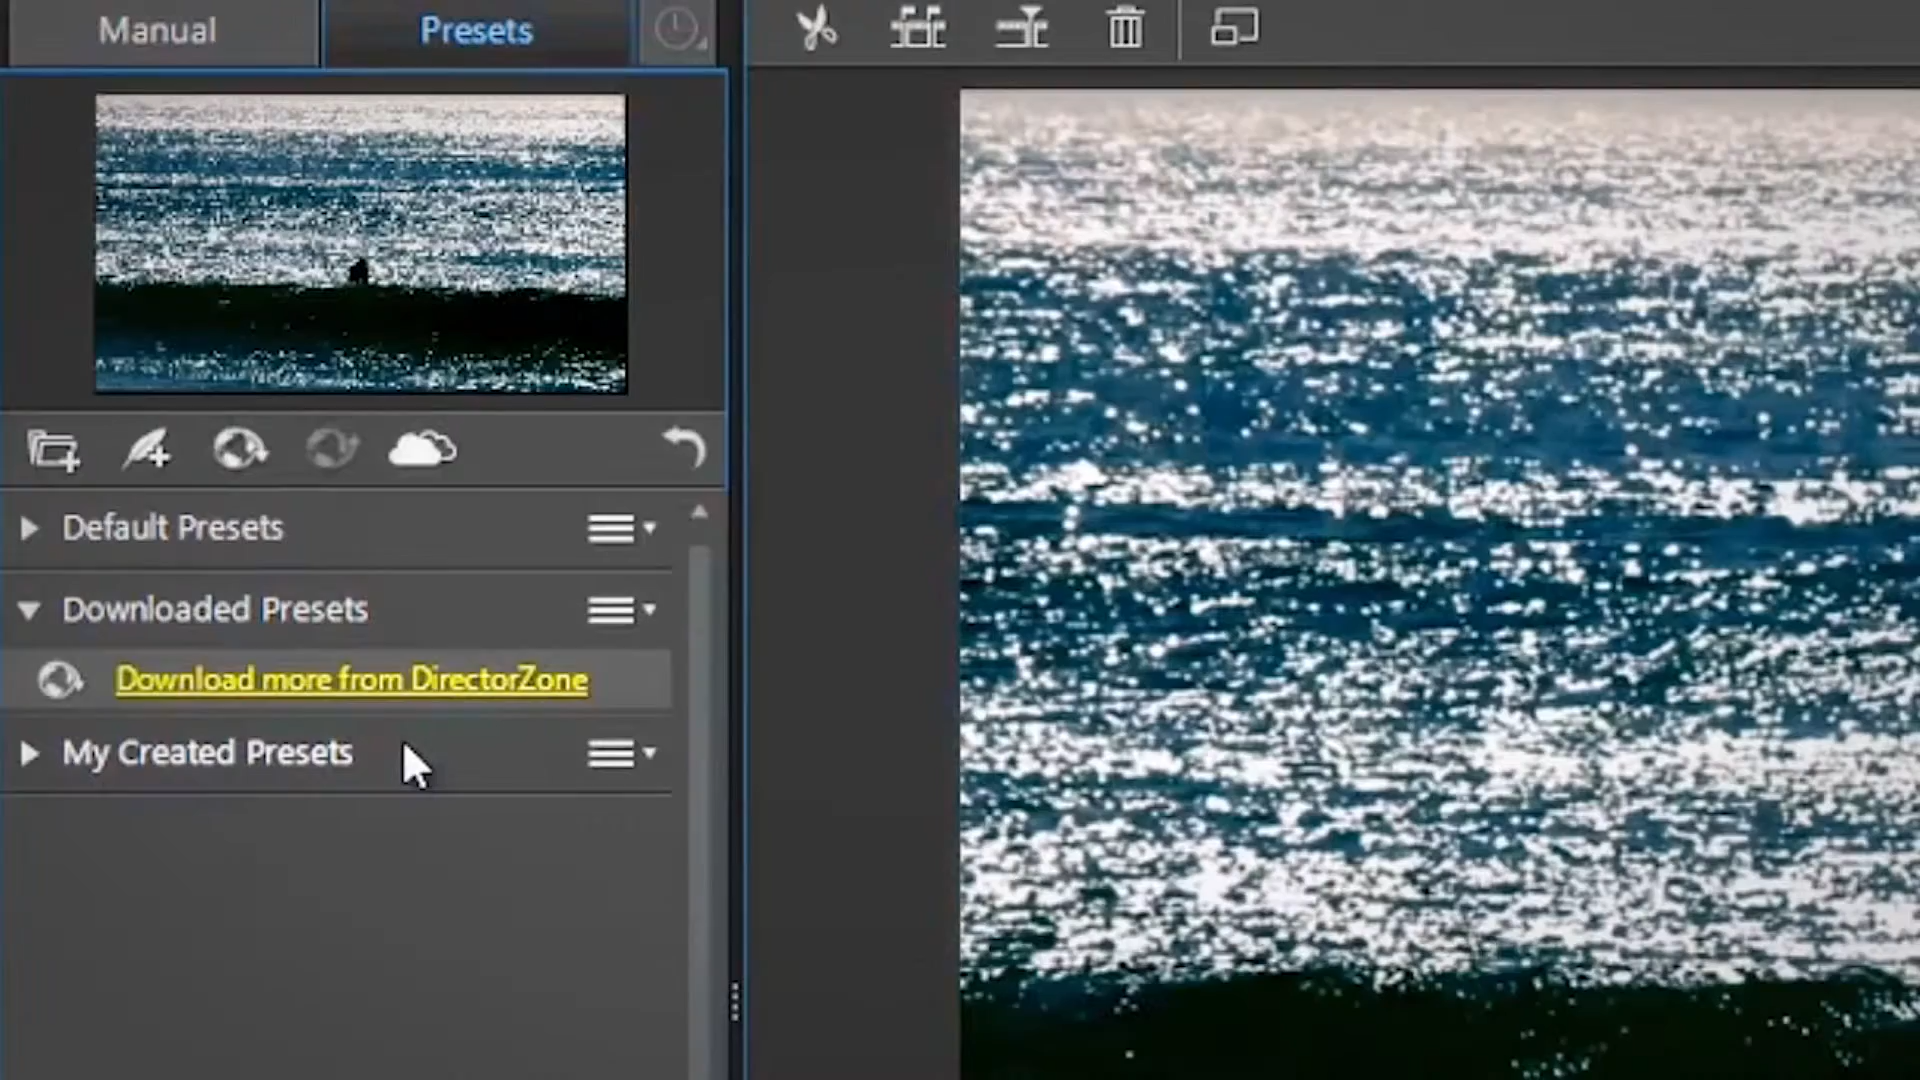 Manual
Presets
Default Presets
Downloaded Presets
Download more from DirectorZone
My Created Presets